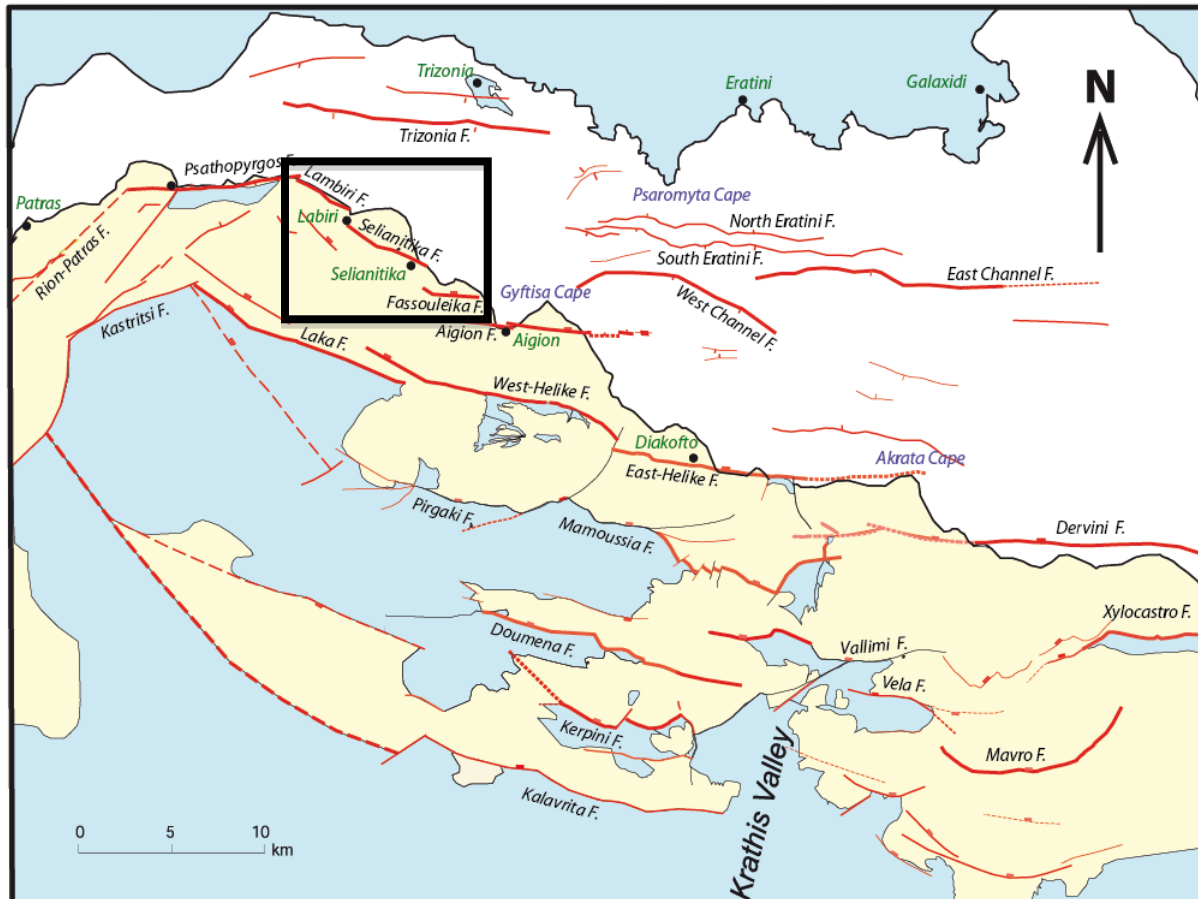 Trizonia
Eratini
Galaxidi
N
Trizonia F.
Psathopyrgos F.
Lambiri F.
Psaromyta Cape
Patras
Labiri
Selianitika F.
North Eratini F.
Rion-Patras F.
South Eratini F.
East Channel F.
Selianitika
Gyftisa Cape
West Channel F.
Kastritsi F.
Fassouleika F.
Laka F.
Aigion F.
Aigion
West-Helike F.
Diakofto
East-Helike F.
Akrata Cape
Pirgaki F.
Mamoussia F.
Dervini F.
Xylocastro F.
Doumena F.
Vallimi F.
Vela F.
Kerpini F.
Mavro F.
Kalavrita F.
Krathis Valley
0 5 10
km